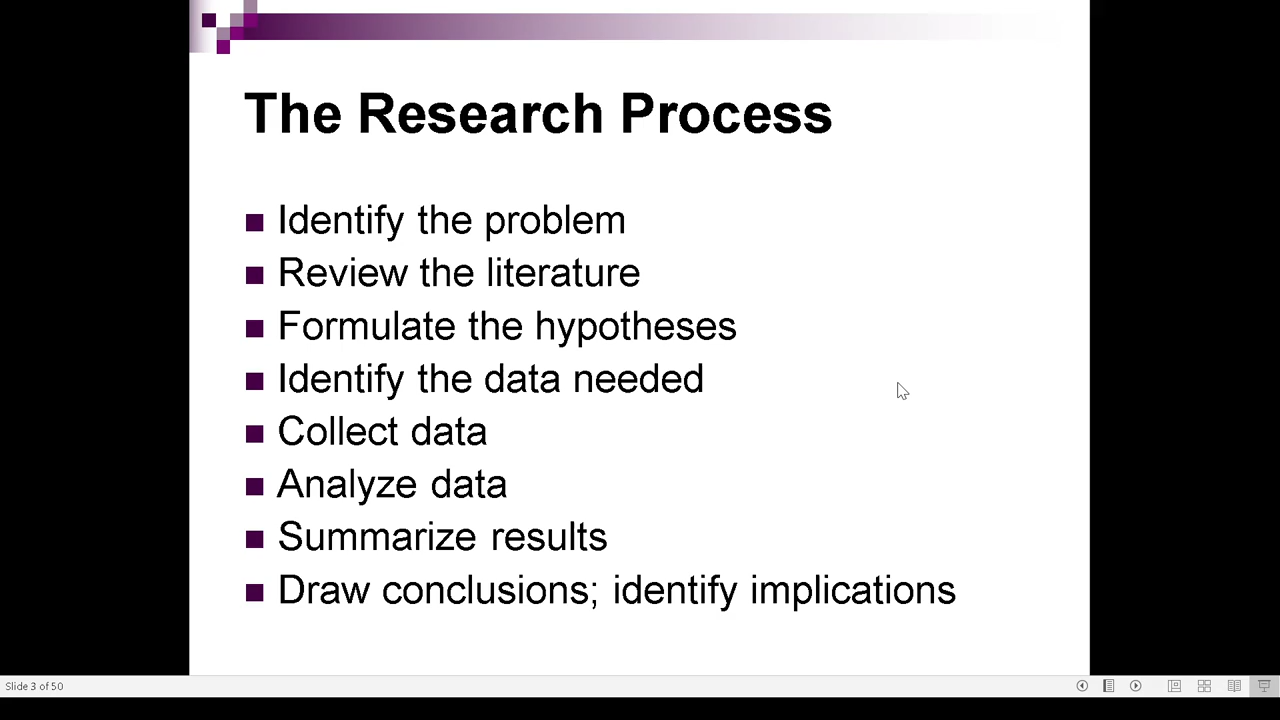 The Research Process
Identify the problem
Review the literature
Formulate the hypotheses
Identify the data needed
Collect data
Analyze data
Summarize results
Draw conclusions; identify implications
Slide 3 of 50